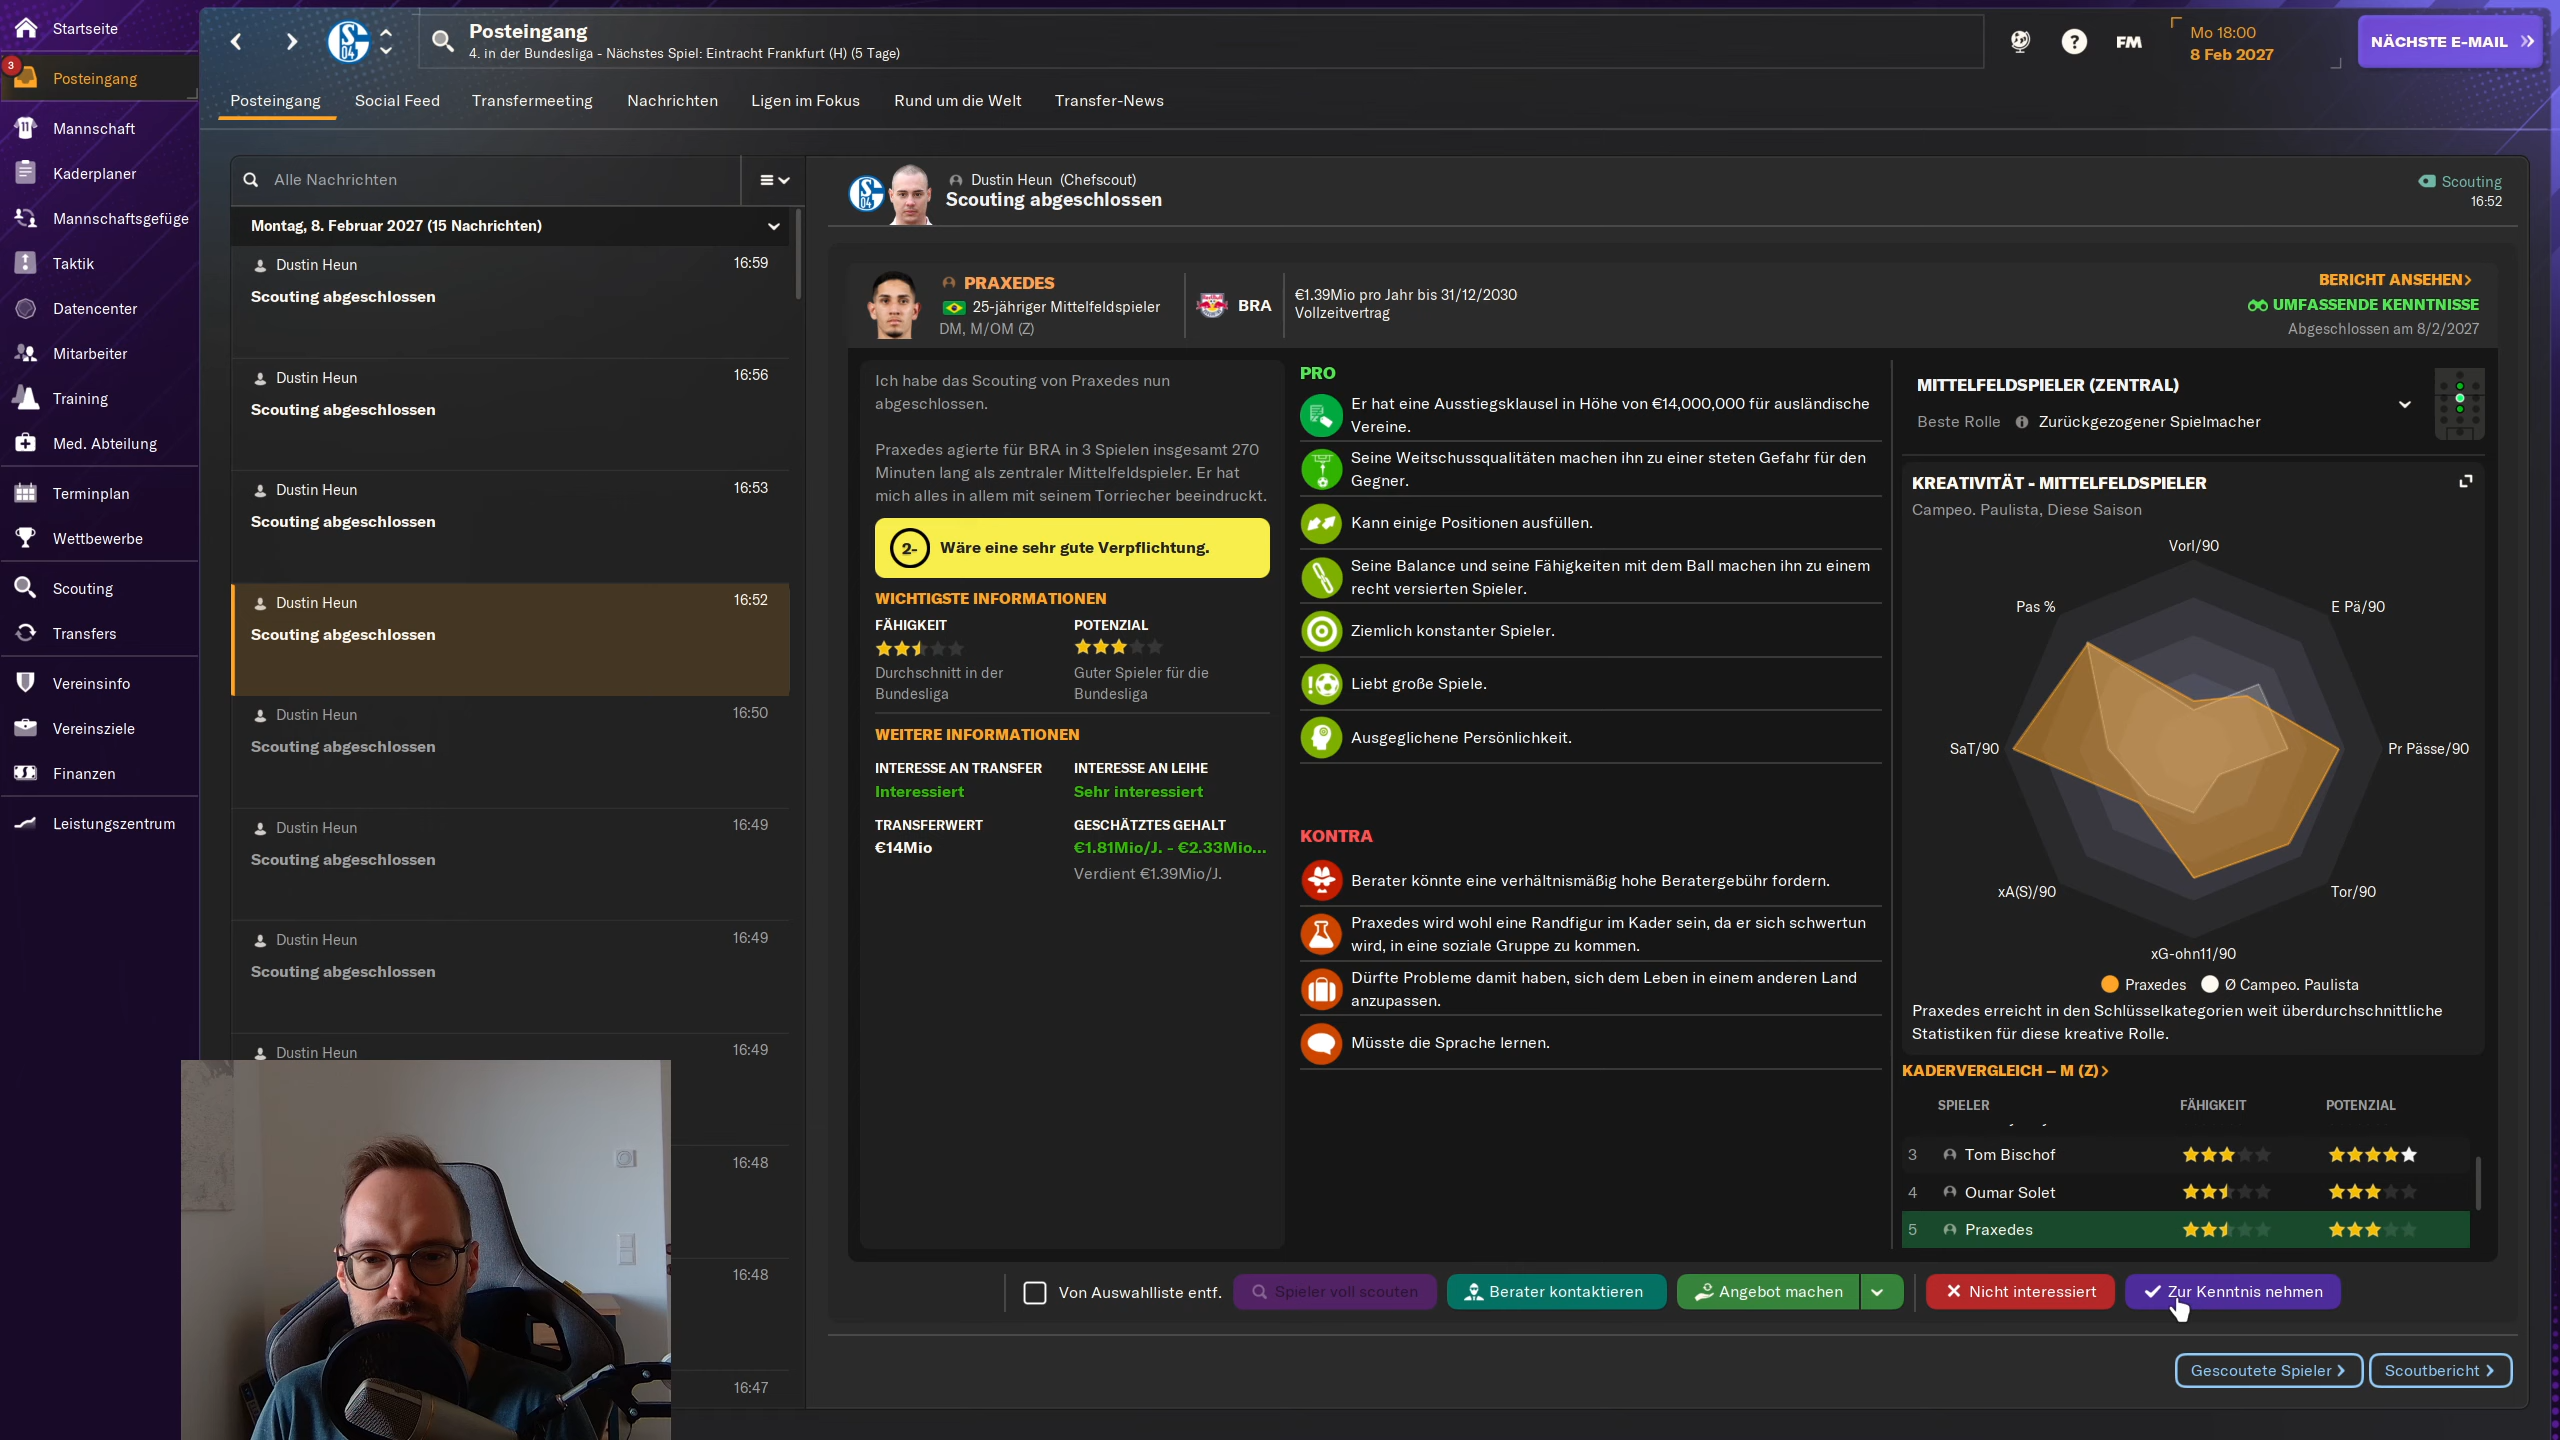 Startseite
3
Posteingang
Mannschaft
Kaderplaner
Mannschaftsgefüge
Taktik
Datencenter
Mitarbeiter
Training
Med. Abteilung
Terminplan
Wettbewerbe
Scouting
Transfers
Vereinsinfo
Vereinsziele
Finanzen
Leistungszentrum
Posteingang
4. in der Bundesliga - Nächstes Spiel: Eintracht Frankfurt (H) (5 Tage)
?
FM
Mo 18:00
8 Feb 2027
NÄCHSTE E-MAIL
Posteingang Social Feed Transfermeeting Nachrichten Ligen im Fokus Rund um die Welt Transfer-News
Alle Nachrichten
Montag, 8. Februar 2027 (15 Nachrichten)
Dustin Heun 16:59
Scouting abgeschlossen
Dustin Heun 16:56
Scouting abgeschlossen
Dustin Heun 16:53
Scouting abgeschlossen
Dustin Heun 16:52
Scouting abgeschlossen
Dustin Heun 16:50
Scouting abgeschlossen
Dustin Heun 16:49
Scouting abgeschlossen
Dustin Heun 16:49
Scouting abgeschlossen
Dustin Heun 16:49
16:48
16:48
16:47
Dustin Heun (Chefscout)
Scouting abgeschlossen
Scouting
16:52
PRAXEDES
25-jähriger Mittelfeldspieler
DM, M/OM (Z)
BRA
€1.39Mio pro Jahr bis 31/12/2030
Vollzeitvertrag
BERICHT ANSEHEN
UMFASSENDE KENNTNISSE
Abgeschlossen am 8/2/2027
Ich habe das Scouting von Praxedes nun
abgeschlossen.
Praxedes agierte für BRA in 3 Spielen insgesamt 270
Minuten lang als zentraler Mittelfeldspieler. Er hat
mich alles in allem mit seinem Torriecher beeindruckt.
2- Wäre eine sehr gute Verpflichtung.
WICHTIGSTE INFORMATIONEN
FÄHIGKEIT POTENZIAL
Durchschnitt in der
Bundesliga
Guter Spieler für die
Bundesliga
WEITERE INFORMATIONEN
INTERESSE AN TRANSFER INTERESSE AN LEIHE
Interessiert Sehr interessiert
TRANSFERWERT GESCHÄTZTES GEHALT
€14Mio €1.81Mio/J. - €2.33Mio...
Verdient €1.39Mio/J.
PRO
Er hat eine Ausstiegsklausel in Höhe von €14,000,000 für ausländische
Vereine.
Seine Weitschussqualitäten machen ihn zu einer steten Gefahr für den
Gegner.
Kann einige Positionen ausfüllen.
Seine Balance und seine Fähigkeiten mit dem Ball machen ihn zu einem
recht versierten Spieler.
Ziemlich konstanter Spieler.
Liebt große Spiele.
Ausgeglichene Persönlichkeit.
KONTRA
Berater könnte eine verhältnismäßig hohe Beratergebühr fordern.
Praxedes wird wohl eine Randfigur im Kader sein, da er sich schwertun
wird, in eine soziale Gruppe zu kommen.
Dürfte Probleme damit haben, sich dem Leben in einem anderen Land
anzupassen.
Müsste die Sprache lernen.
MITTELFELDSPIELER (ZENTRAL)
Beste Rolle Zurückgezogener Spielmacher
KREATIVITÄT - MITTELFELDSPIELER
Campeo. Paulista, Diese Saison
Vorl/90
Pas % E Pä/90
SaT/90 Pr Pässe/90
xA(S)/90 Tor/90
xG-ohn11/90
Praxedes Ø Campeo. Paulista
Praxedes erreicht in den Schlüsselkategorien weit überdurchschnittliche
Statistiken für diese kreative Rolle.
KADERVERGLEICH – M (Z)
SPIELER FÄHIGKEIT POTENZIAL
3 Tom Bischof
4 Oumar Solet
5 Praxedes
Von Auswahlliste entf. Spieler voll scouten Berater kontaktieren Angebot machen Nicht interessiert Zur Kenntnis nehmen
Gescoutete Spieler Scoutbericht